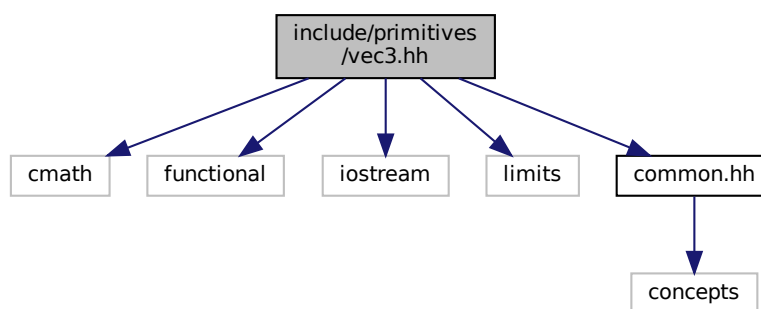 include/primitives
/vec3.hh
cmath
functional
iostream
limits
common.hh
concepts